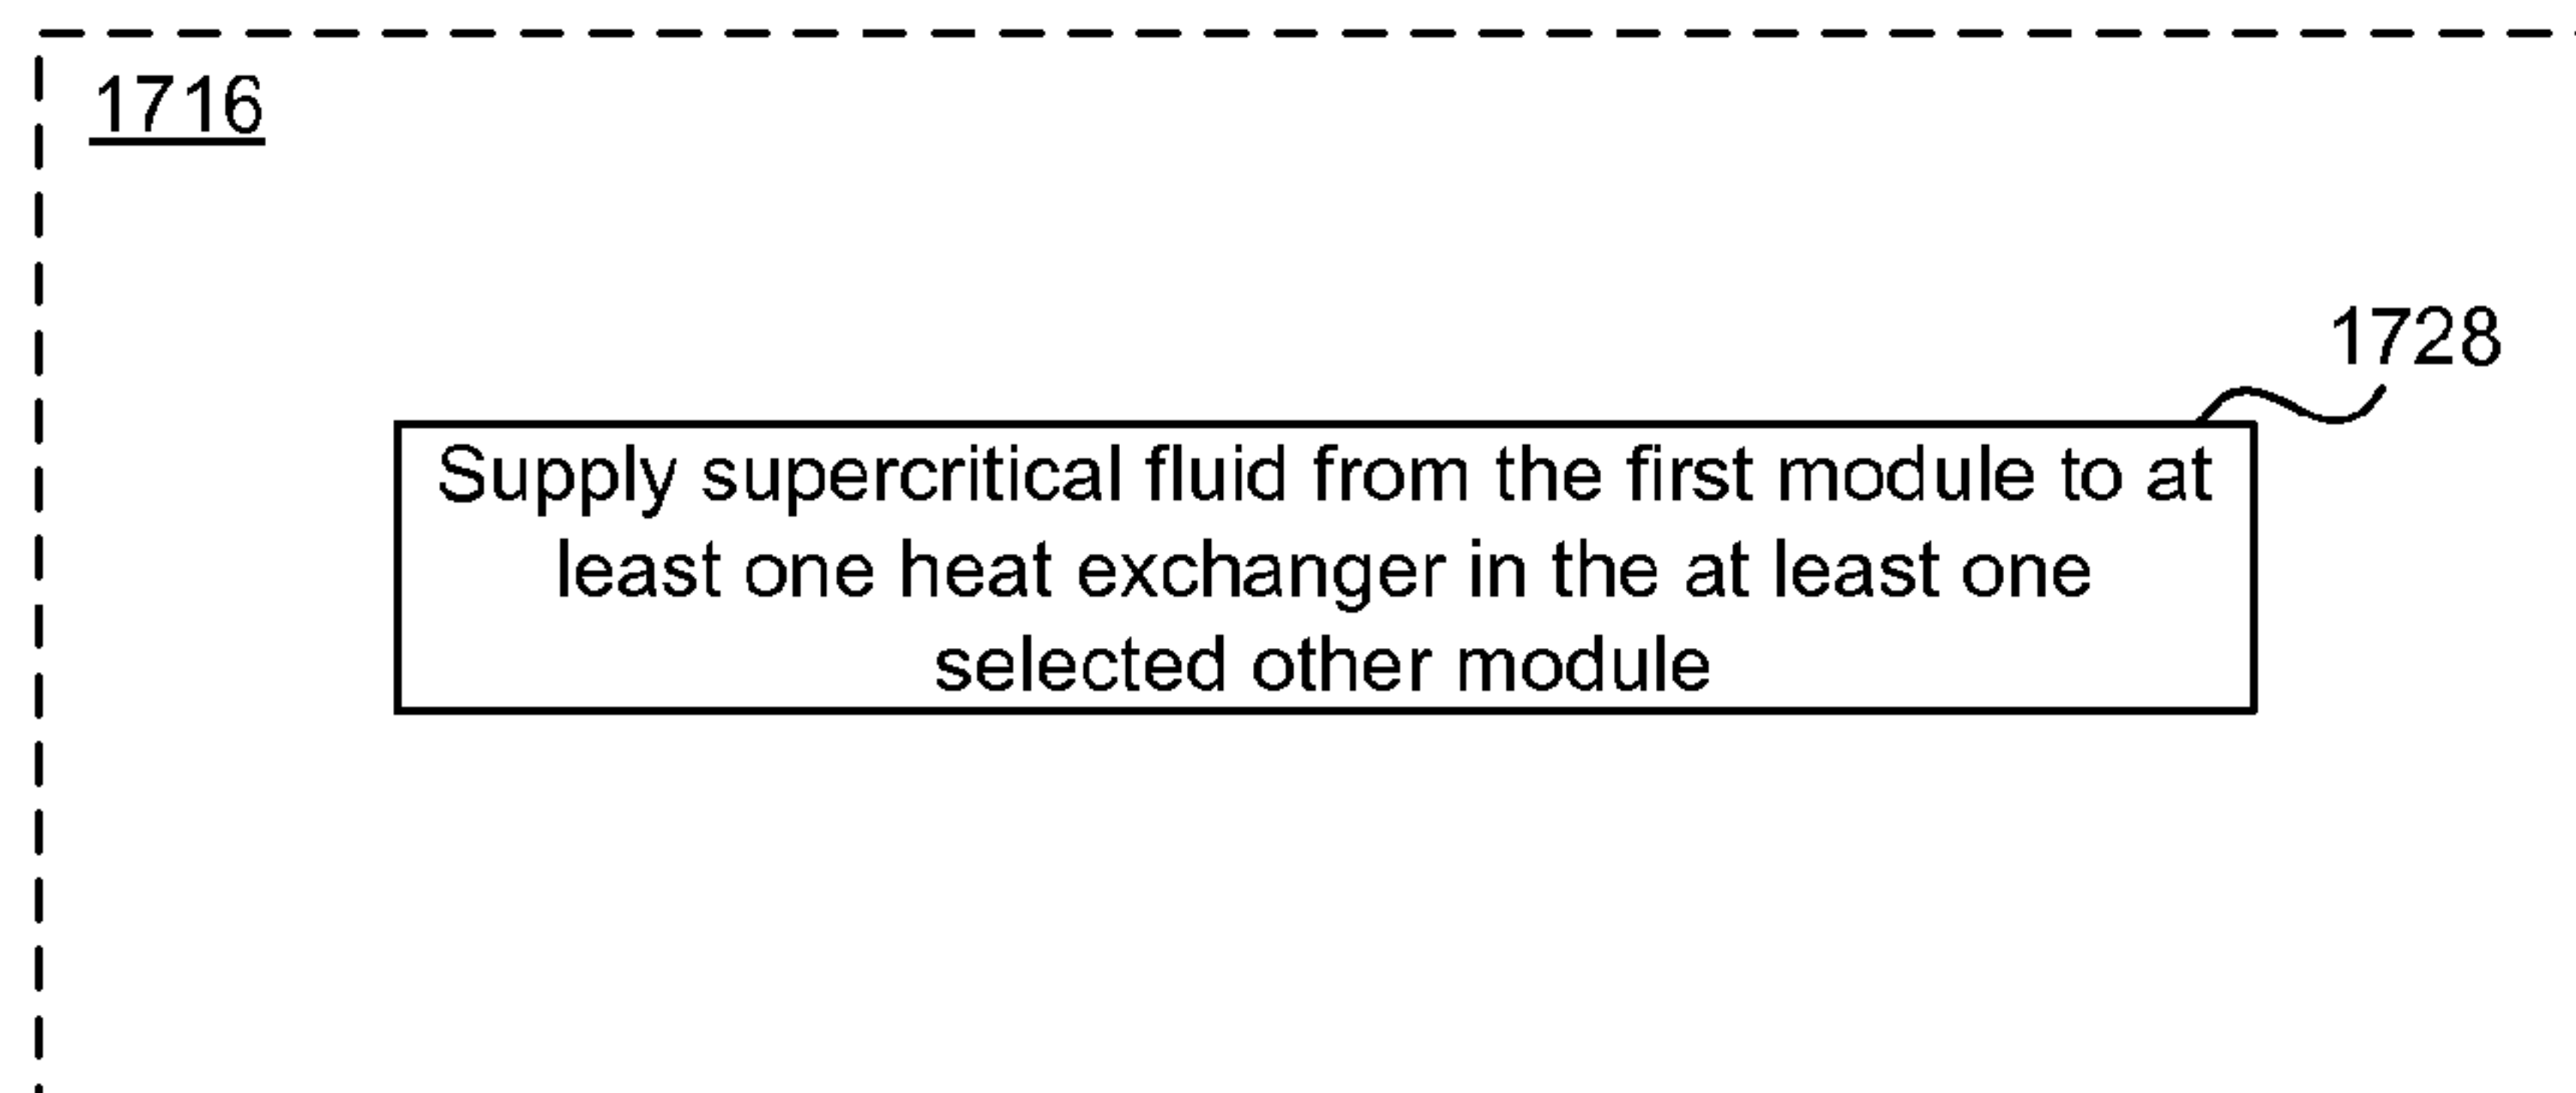 1716
1728
Supply supercritical fluid from the first module to at
least one heat exchanger in the at least one
selected other module